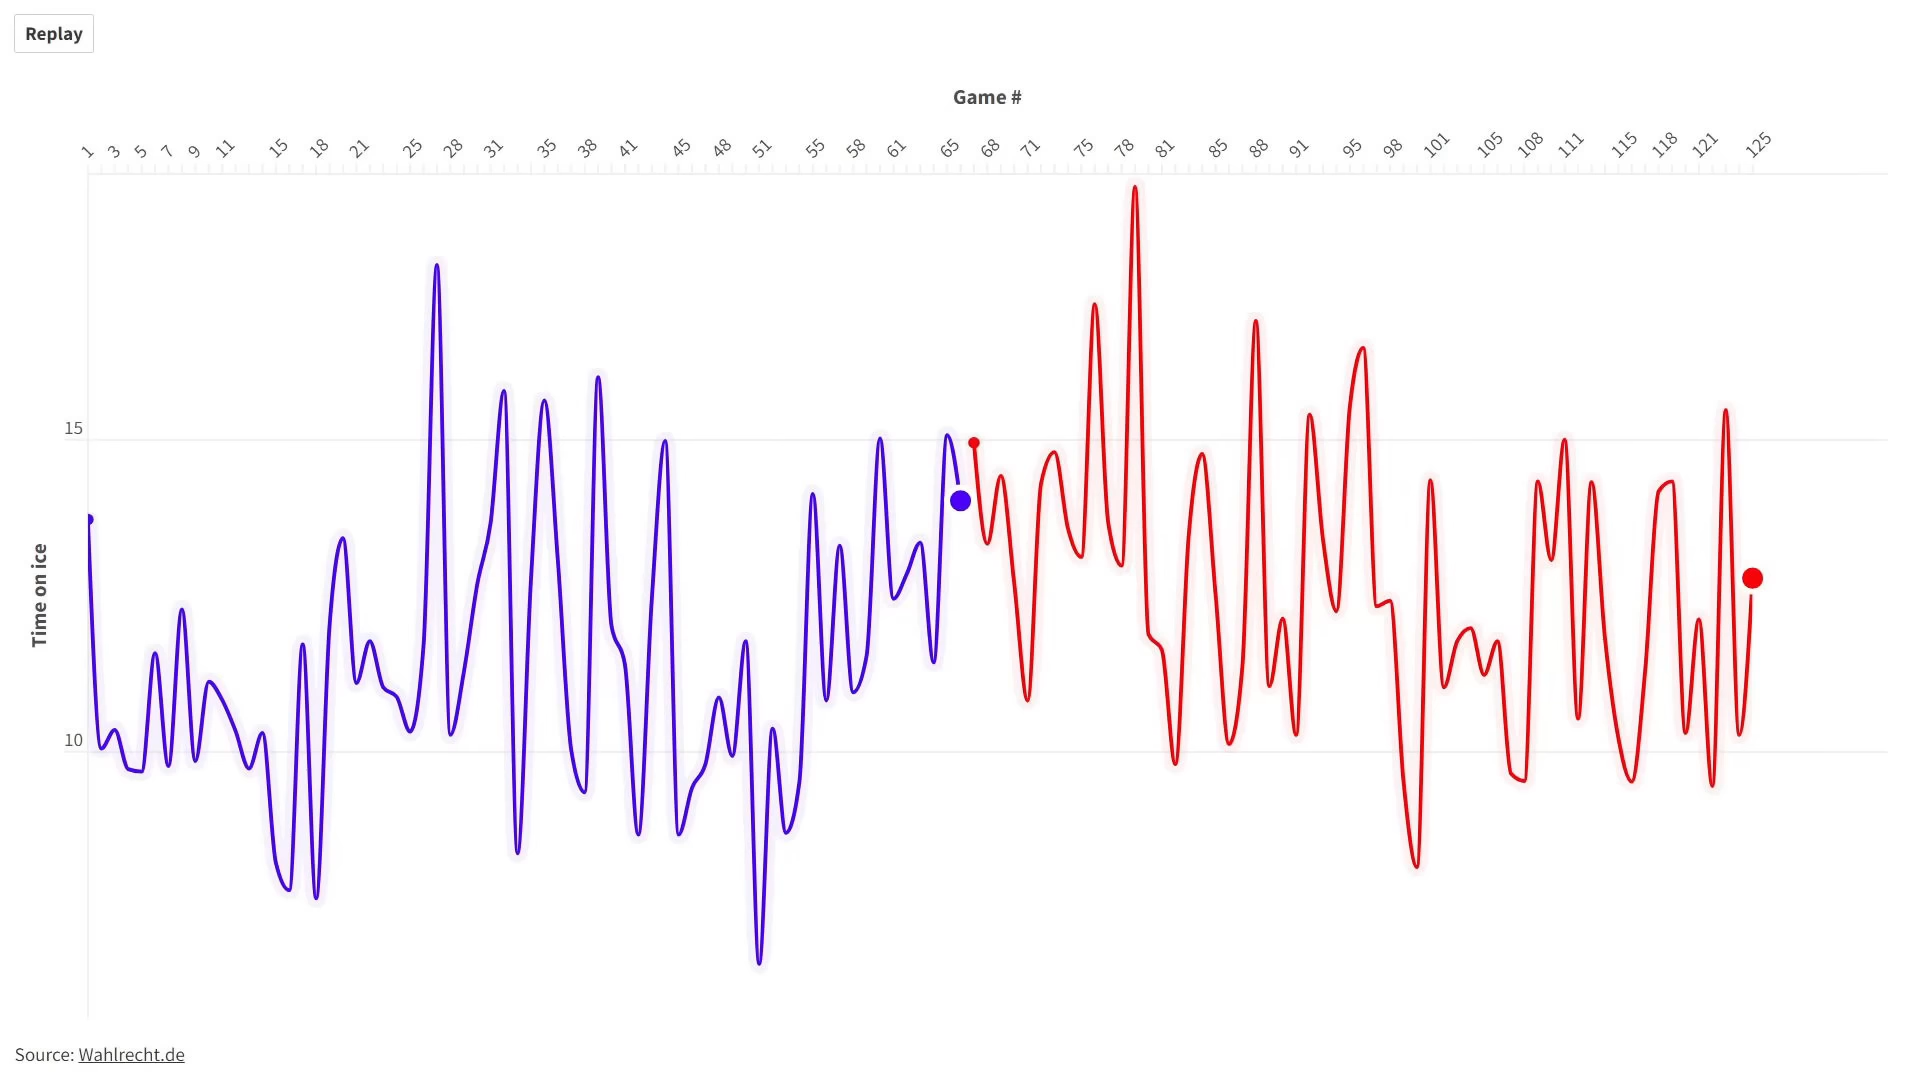 Replay
Game #
1 3 5 7 9 11 15 18 21 25 28 31 35 38 41 45 48 51 55 58 61 65 68 71 75 78 81 85 88 91 95 98 101 105 108 111 115 118 121 125
15
Time on ice
10
Source: Wahlrecht.de